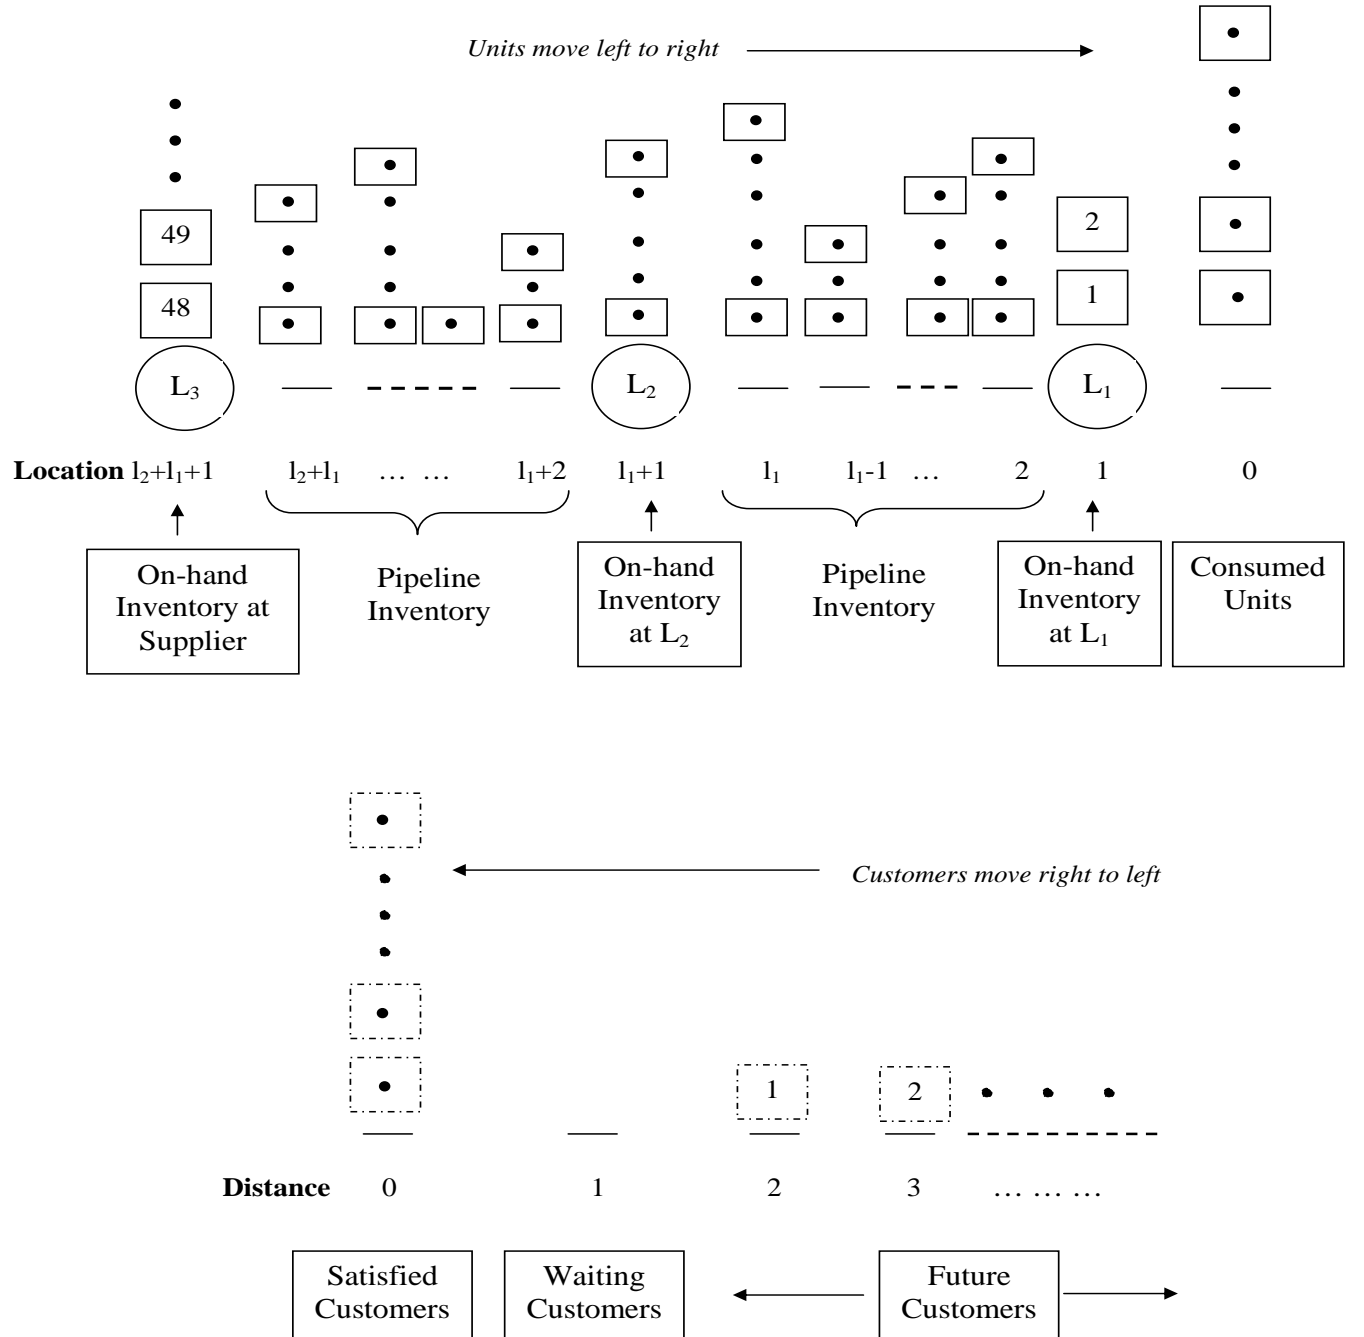 Units move left to right
49
2
48
1
L₃
L₂
L₁
Location l₂+l₁+1 l₂+l₁ … … l₁+2 l₁+1 l₁ l₁-1 … 2 1 0
On-hand
Inventory at
Supplier
Pipeline
Inventory
On-hand
Inventory
at L₂
Pipeline
Inventory
On-hand
Inventory
at L₁
Consumed
Units
Customers move right to left
1 2
Distance 0 1 2 3 … … …
Satisfied
Customers
Waiting
Customers
Future
Customers